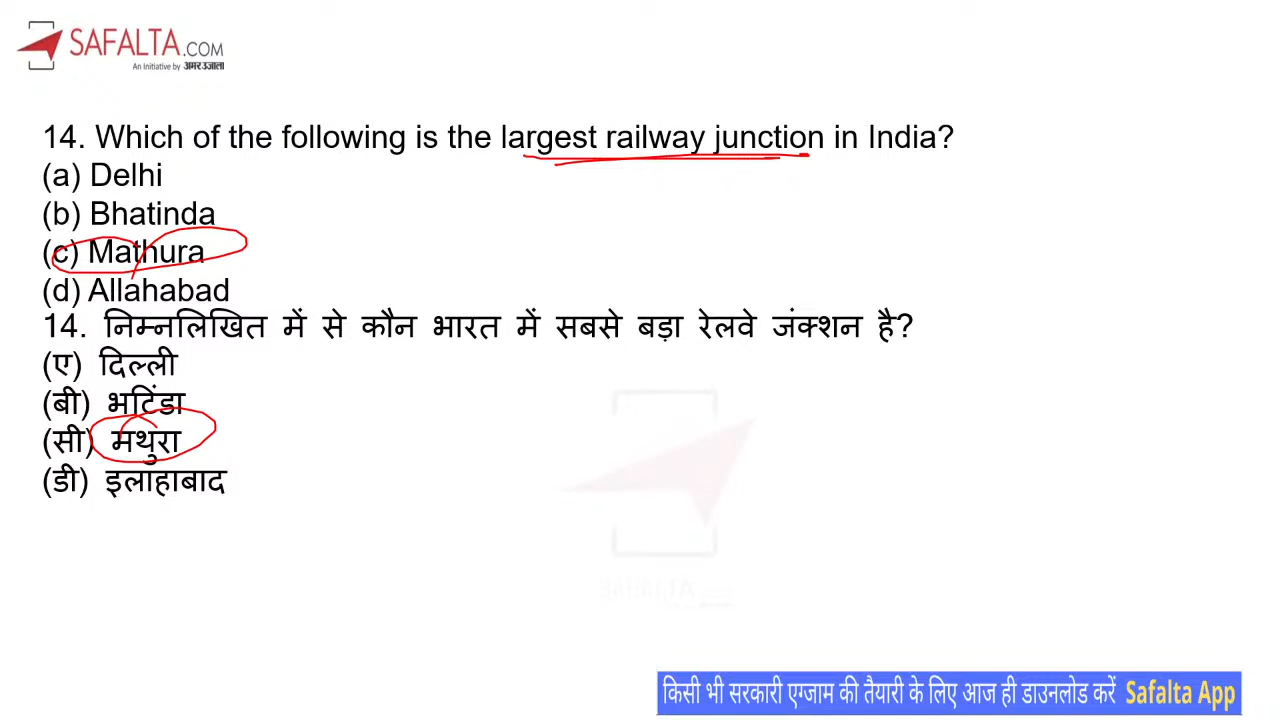 SAFALTA.COM
An Initiative by अमर उजाला
14. Which of the following is the largest railway junction in India?
(a) Delhi
(b) Bhatinda
(c) Mathura
(d) Allahabad
14. निम्नलिखित में से कौन भारत में सबसे बड़ा रेलवे जंक्शन है?
(ए) दिल्ली
(बी) भटिंडा
(सी) मथुरा
(डी) इलाहाबाद
SAFALTA
किसी भी सरकारी एग्जाम की तैयारी के लिए आज ही डाउनलोड करें Safalta App